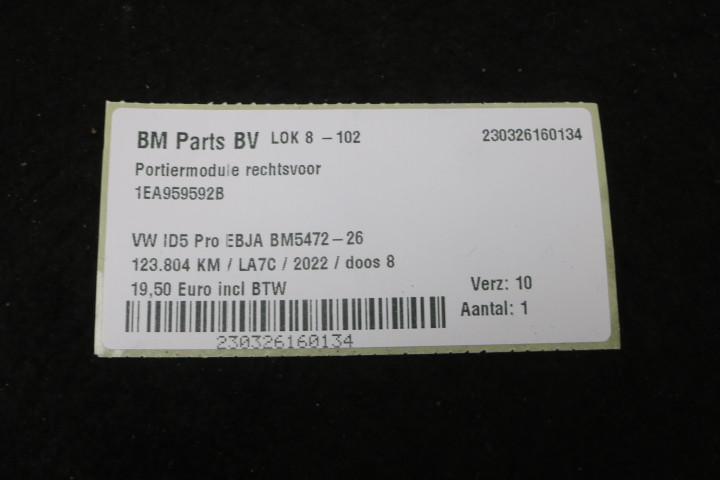 BM Parts BV LOK 8 - 102 230326160134
Portiermodule rechtsvoor
1EA959592B
VW ID5 Pro EBJA BM5472-26
123.804 KM / LA7C / 2022 / doos 8
19,50 Euro incl BTW Verz: 10
Aantal: 1
230326160134